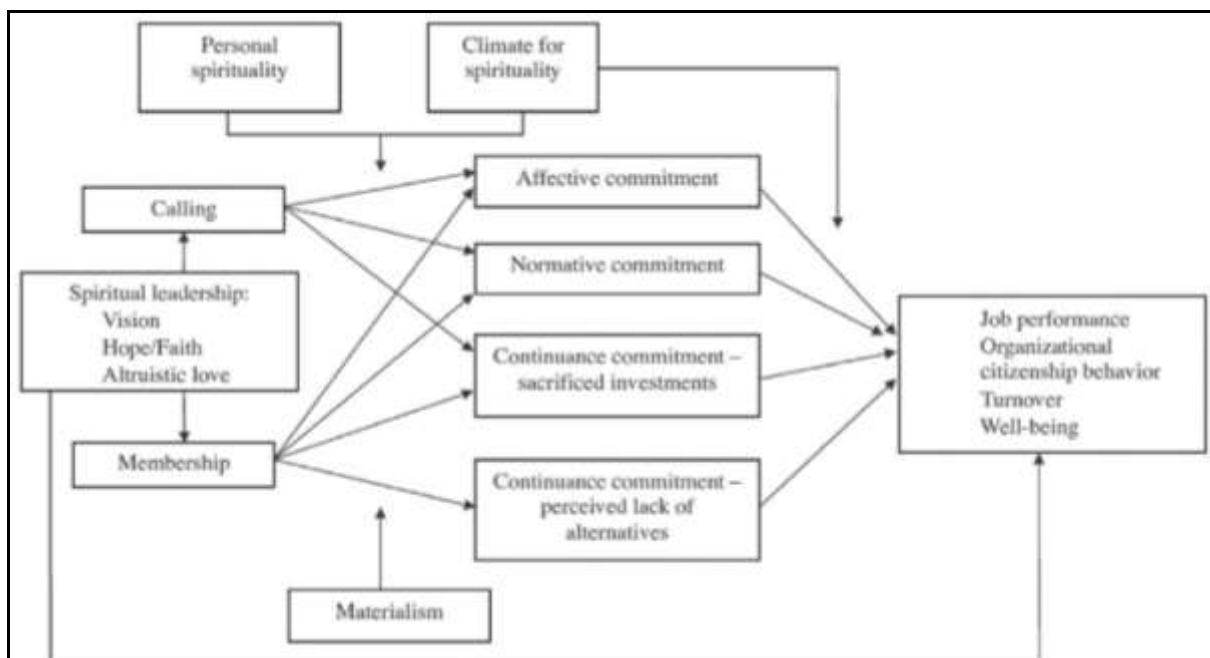 Personal
spirituality
Climate for
spirituality
Affective commitment
Calling
Normative commitment
Spiritual leadership:
Vision
Hope/Faith
Altruistic love
Continuance commitment –
sacrificed investments
Job performance
Organizational
citizenship behavior
Turnover
Well-being
Membership
Continuance commitment –
perceived lack of
alternatives
Materialism